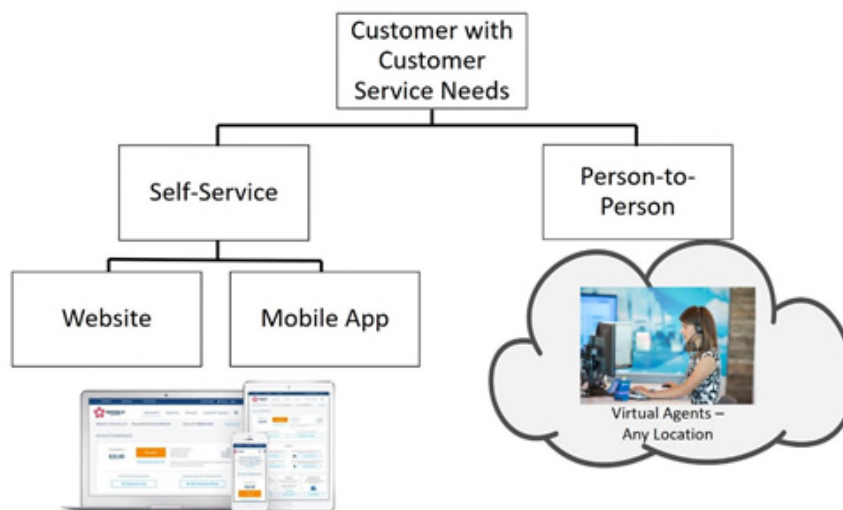 Customer with
Customer
Service Needs
Self-Service
Person-to-
Person
Website
Mobile App
Virtual Agents –
Any Location